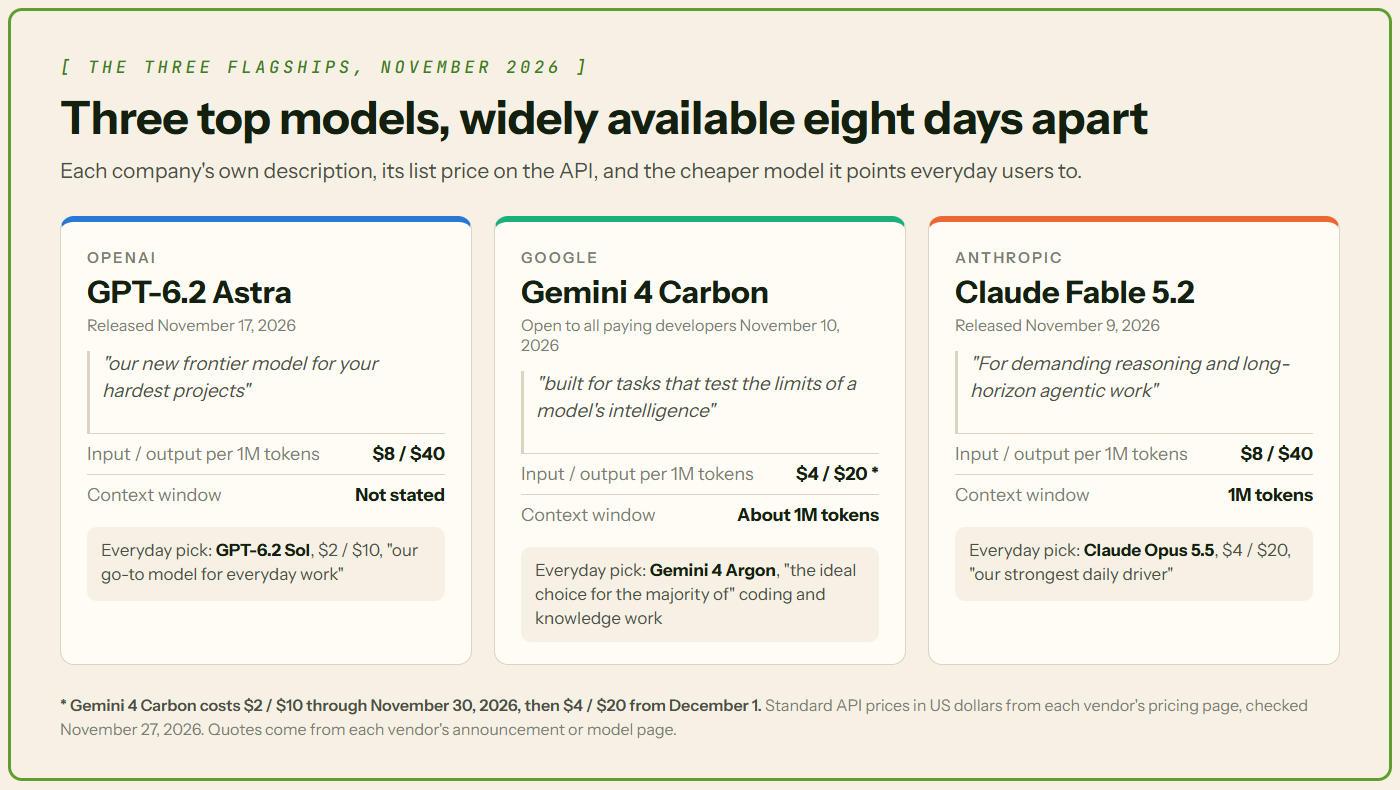 [ THE THREE FLAGSHIPS, NOVEMBER 2026 ]
Three top models, widely available eight days apart
Each company's own description, its list price on the API, and the cheaper model it points everyday users to.
OPENAI
GPT-6.2 Astra
Released November 17, 2026
"our new frontier model for your
hardest projects"
Input / output per 1M tokens $8 / $40
Context window Not stated
Everyday pick: GPT-6.2 Sol, $2 / $10, "our
go-to model for everyday work"
GOOGLE
Gemini 4 Carbon
Open to all paying developers November 10,
2026
"built for tasks that test the limits of a
model's intelligence"
Input / output per 1M tokens $4 / $20 *
Context window About 1M tokens
Everyday pick: Gemini 4 Argon, "the ideal
choice for the majority of" coding and
knowledge work
ANTHROPIC
Claude Fable 5.2
Released November 9, 2026
"For demanding reasoning and long-
horizon agentic work"
Input / output per 1M tokens $8 / $40
Context window 1M tokens
Everyday pick: Claude Opus 5.5, $4 / $20,
"our strongest daily driver"
* Gemini 4 Carbon costs $2 / $10 through November 30, 2026, then $4 / $20 from December 1. Standard API prices in US dollars from each vendor's pricing page, checked
November 27, 2026. Quotes come from each vendor's announcement or model page.